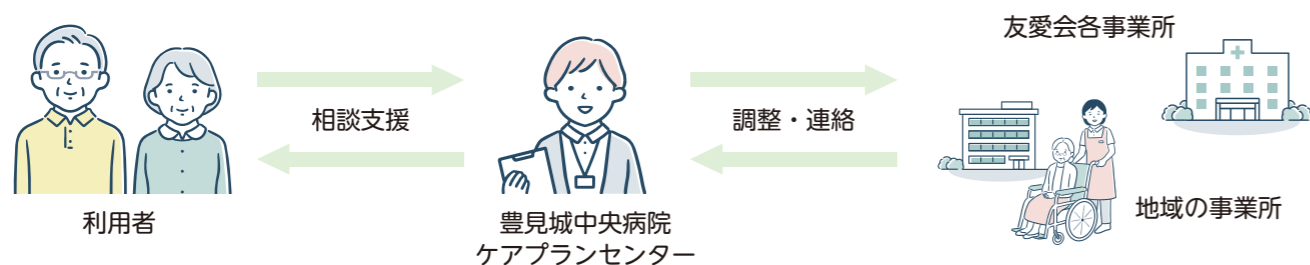 友愛会各事業所
相談支援
調整・連絡
利用者
豊見城中央病院
ケアプランセンター
地域の事業所